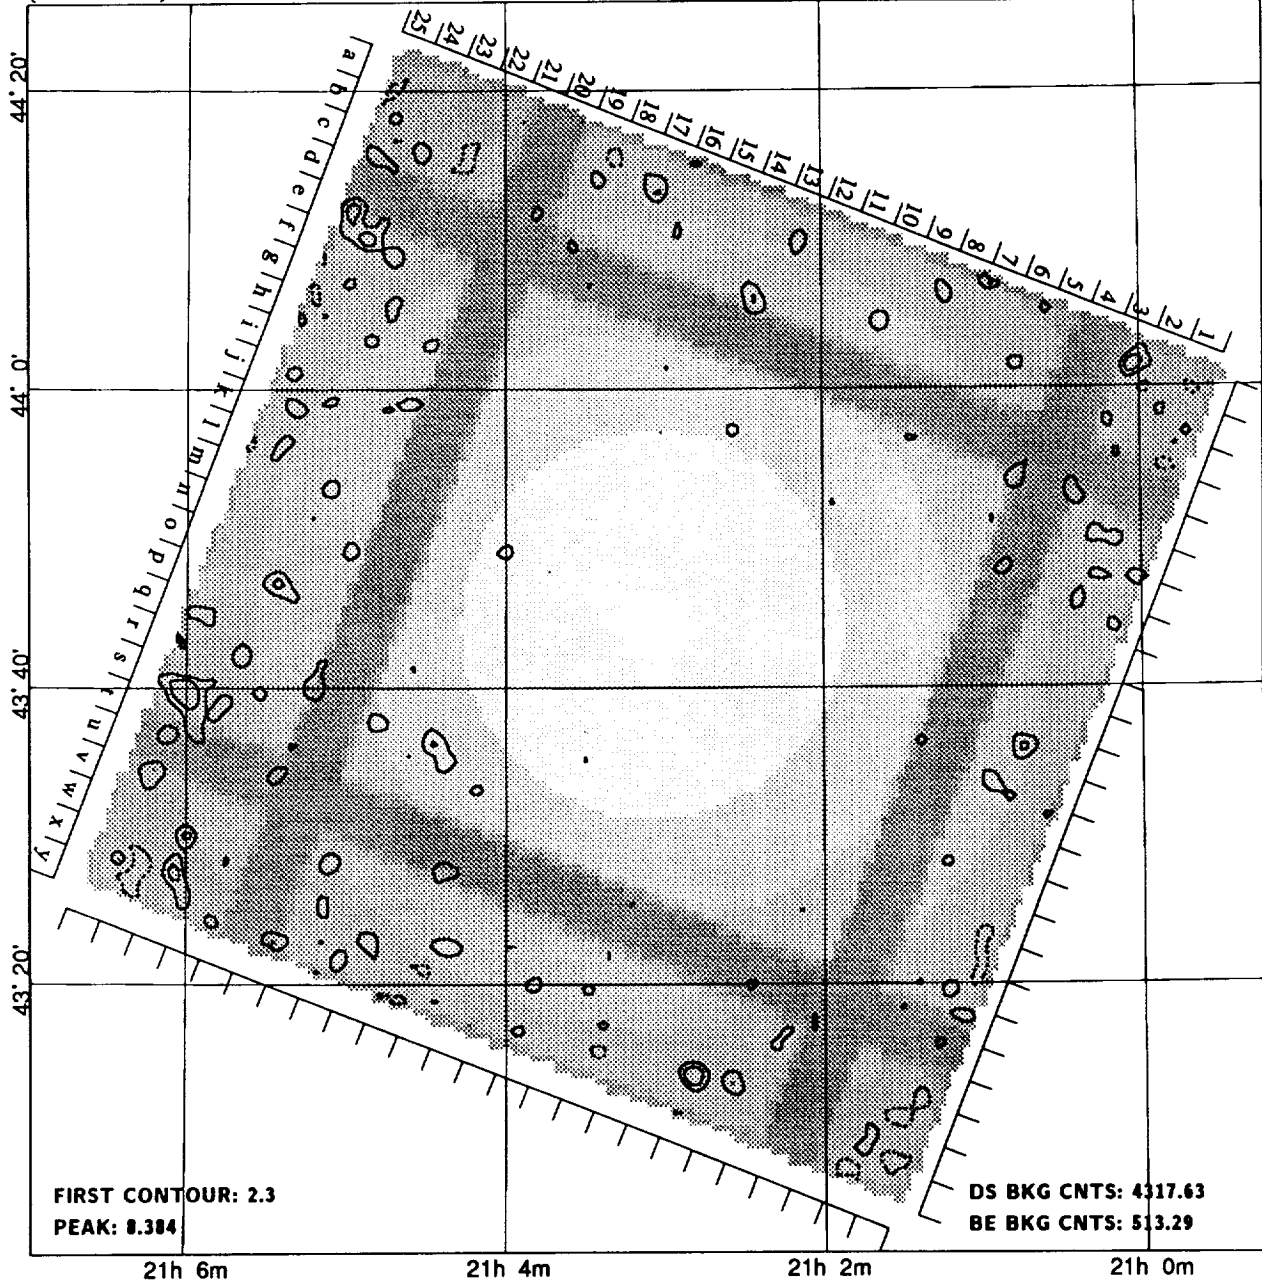 25 24 23 22 21 20 19 18 17 16 15 14 13 12 11 10 9 8 7 6 5 4 3 2 1
a b c d e f g h i j k l m n o p q r s t u v w x y
44° 20'
44° 0'
43° 40'
43° 20'
FIRST CONTOUR: 2.3
PEAK: 8.384
DS BKG CNTS: 4317.63
BE BKG CNTS: 513.29
21h 6m 21h 4m 21h 2m 21h 0m